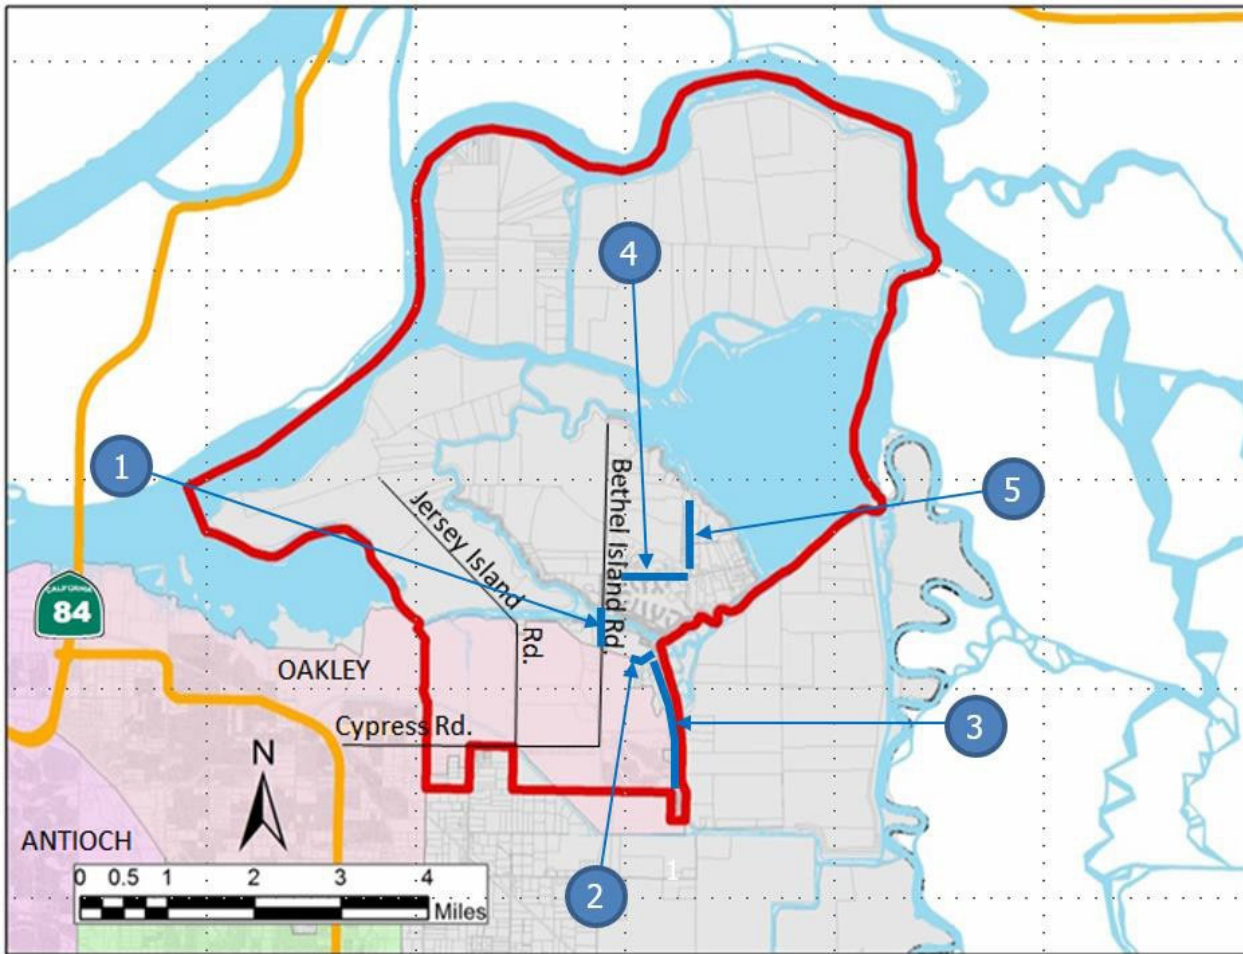 4
1
5
Bethel Island Rd.
Jersey Island
Rd.
CALIFORNIA
84
OAKLEY
Cypress Rd.
3
N
ANTIOCH
0 0.5 1 2 3 4
Miles
2
1